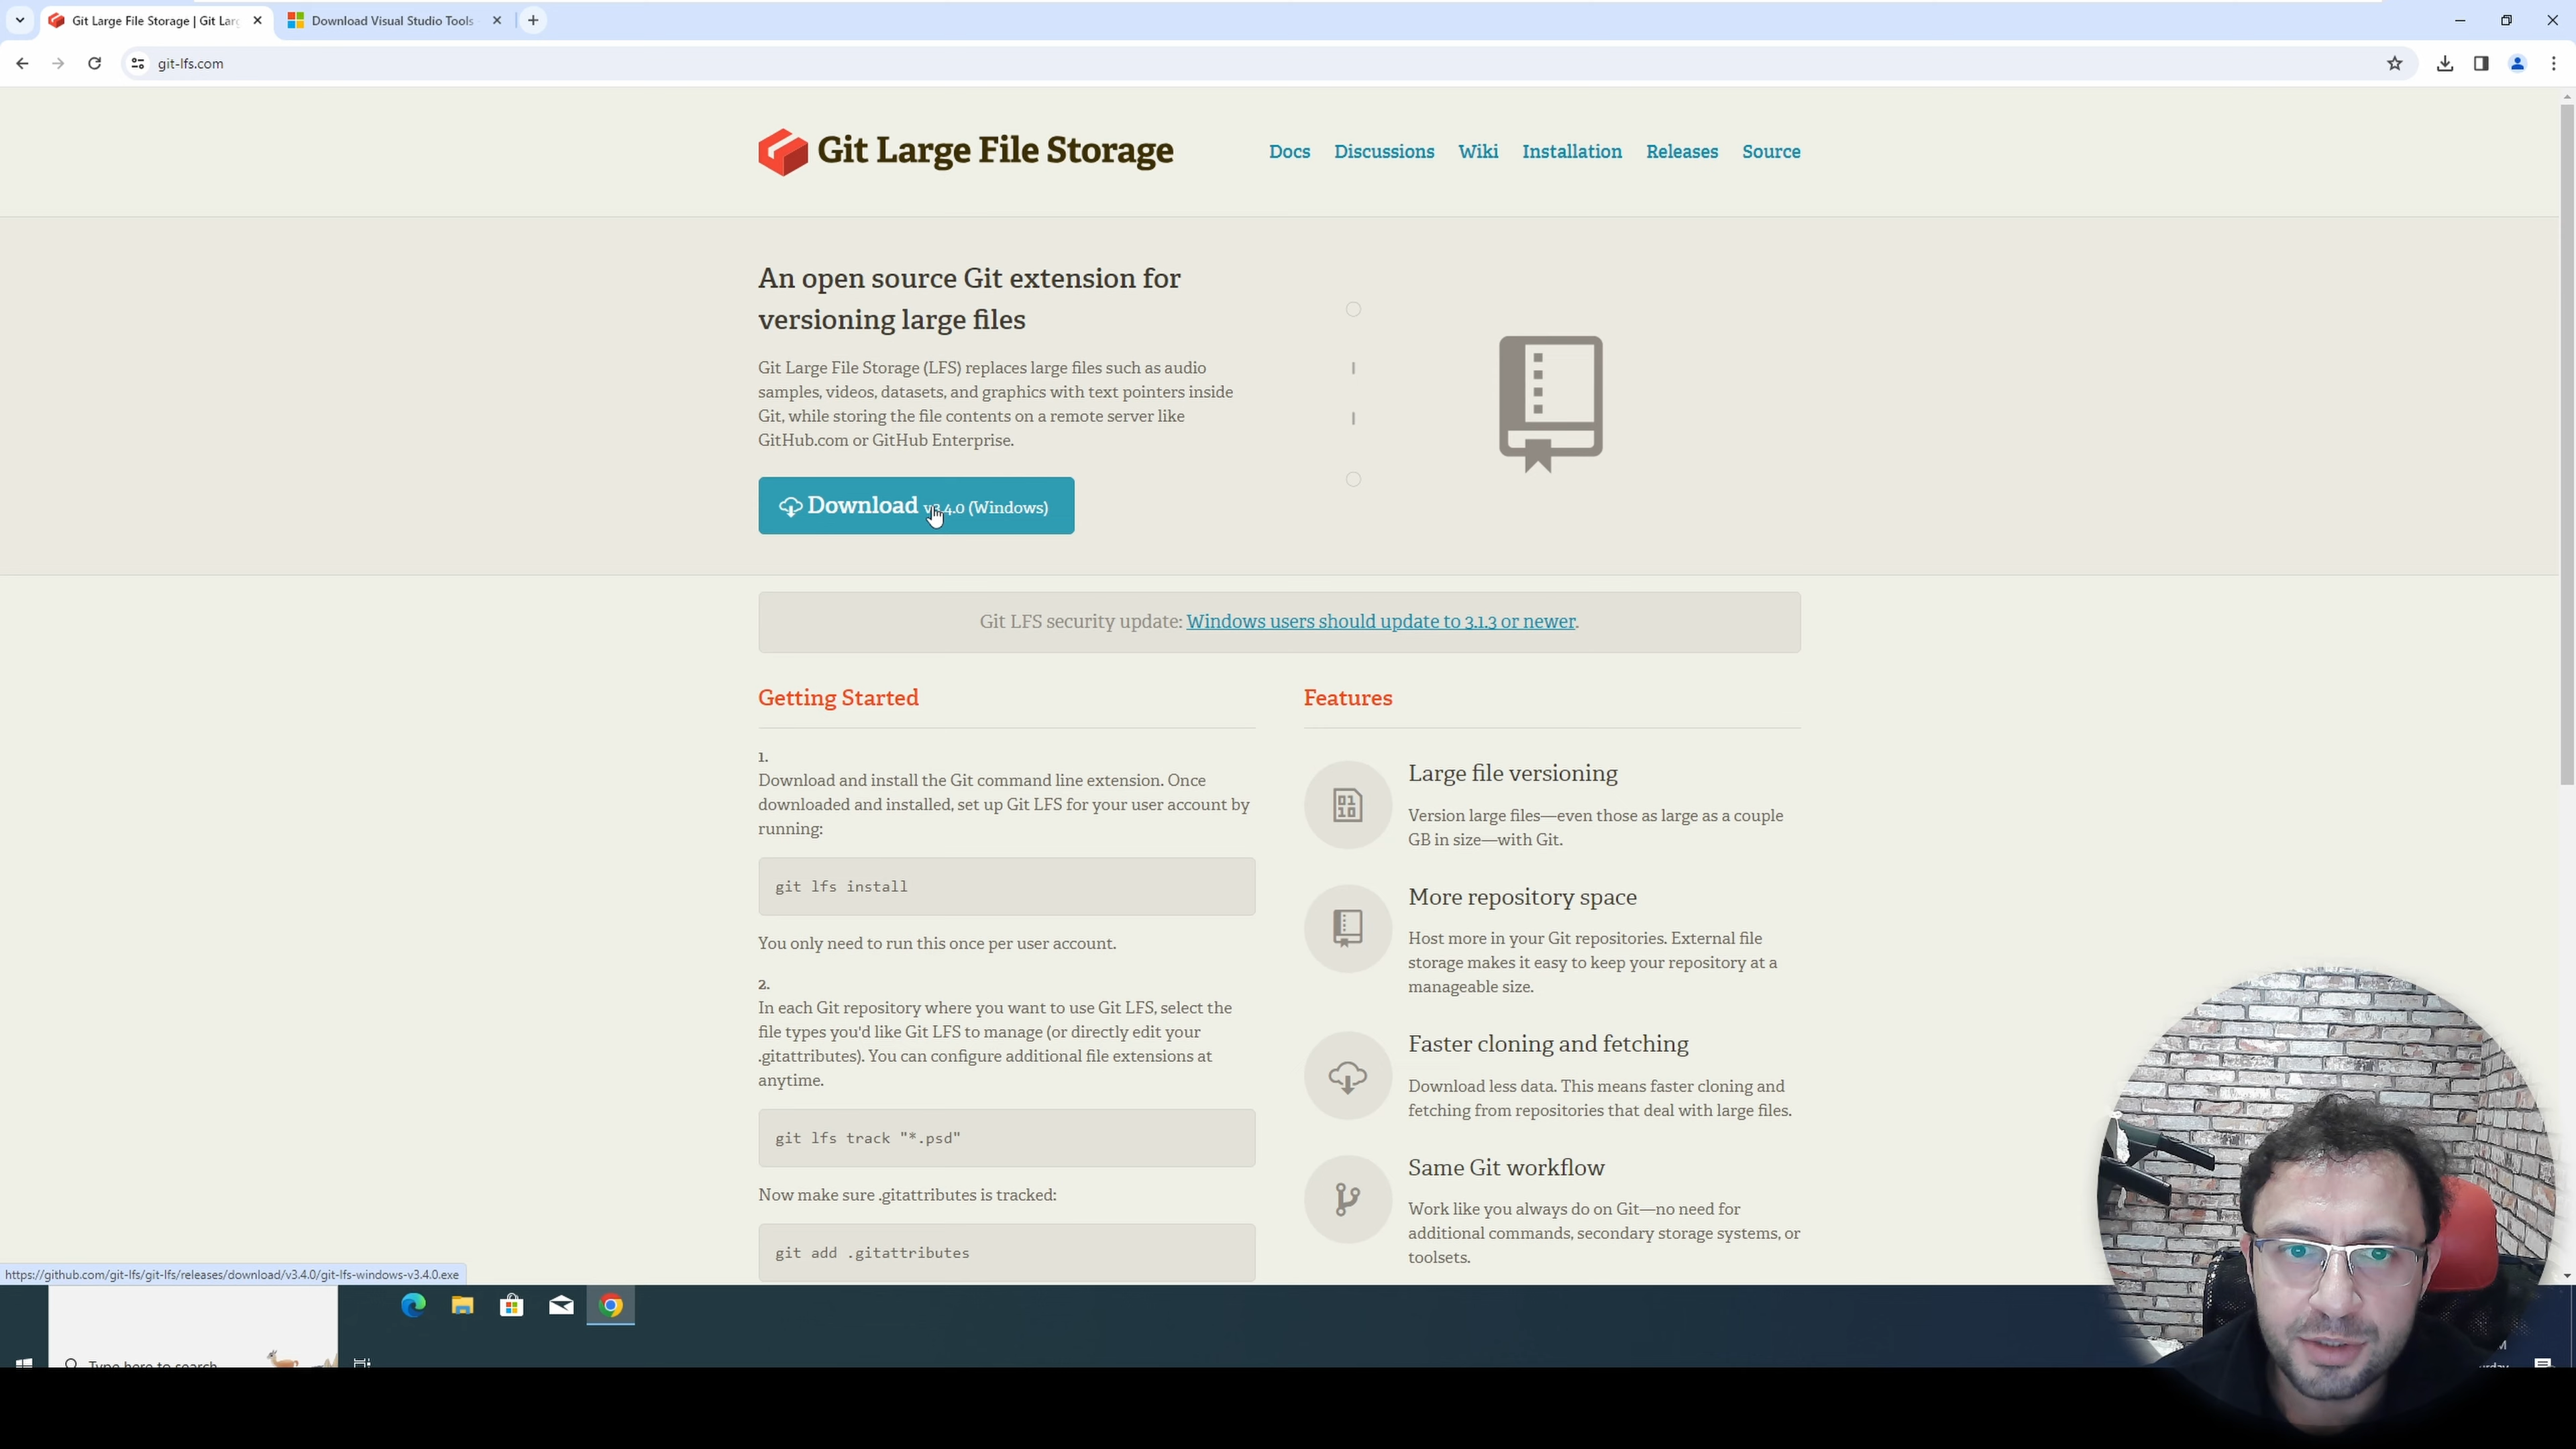 Git Large File Storage | Git Larg
Download Visual Studio Tools
git-lfs.com
Git Large File Storage
Docs Discussions Wiki Installation Releases Source
An open source Git extension for
versioning large files
Git Large File Storage (LFS) replaces large files such as audio
samples, videos, datasets, and graphics with text pointers inside
Git, while storing the file contents on a remote server like
GitHub.com or GitHub Enterprise.
Download v3.4.0 (Windows)
Git LFS security update: Windows users should update to 3.1.3 or newer.
Getting Started
1.
Download and install the Git command line extension. Once
downloaded and installed, set up Git LFS for your user account by
running:
git lfs install
You only need to run this once per user account.
2.
In each Git repository where you want to use Git LFS, select the
file types you'd like Git LFS to manage (or directly edit your
.gitattributes). You can configure additional file extensions at
anytime.
git lfs track "*.psd"
Now make sure .gitattributes is tracked:
git add .gitattributes
Features
01
10
Large file versioning
Version large files—even those as large as a couple
GB in size—with Git.
More repository space
Host more in your Git repositories. External file
storage makes it easy to keep your repository at a
manageable size.
Faster cloning and fetching
Download less data. This means faster cloning and
fetching from repositories that deal with large files.
Same Git workflow
Work like you always do on Git—no need for
additional commands, secondary storage systems, or
toolsets.
https://github.com/git-lfs/git-lfs/releases/download/v3.4.0/git-lfs-windows-v3.4.0.exe
Type here to search